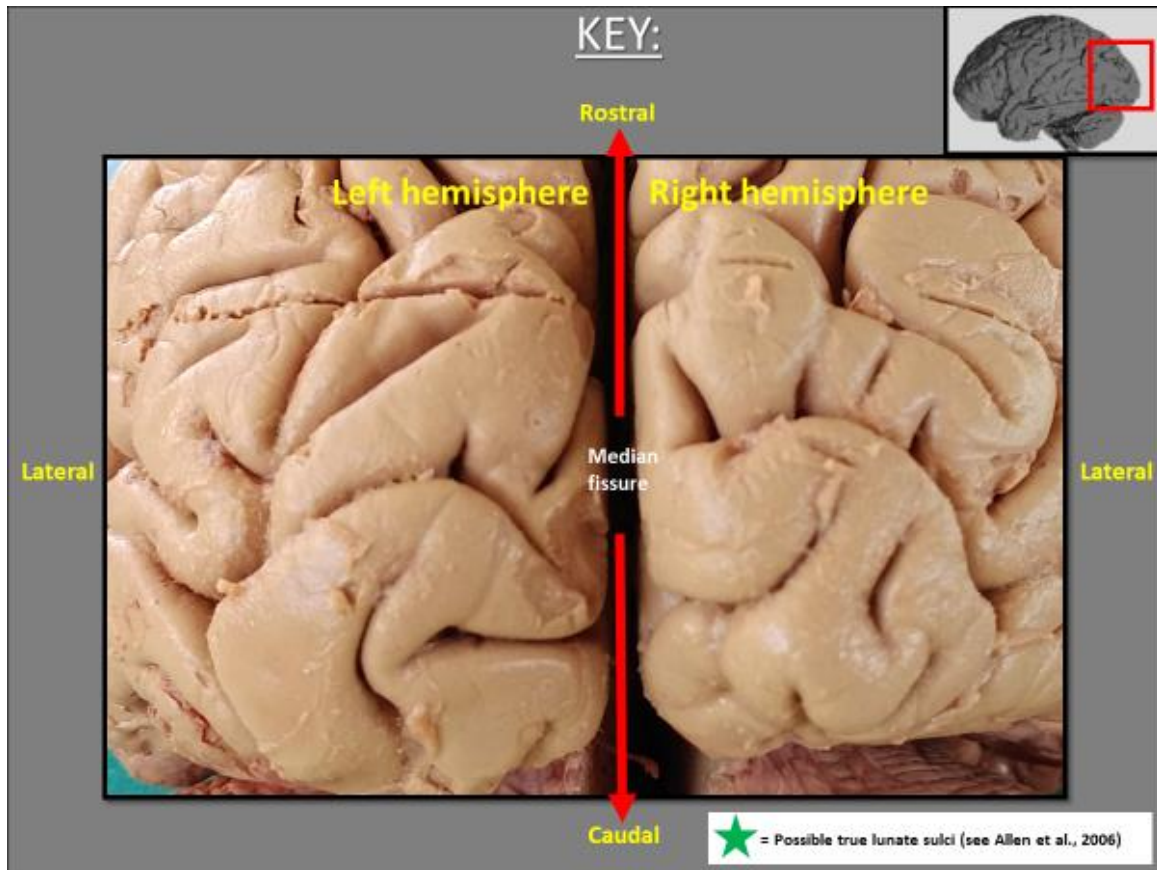 KEY:
Rostral
Left hemisphere
Right hemisphere
Lateral
Median
fissure
Lateral
Caudal
= Possible true lunate sulci (see Allen et al., 2006)